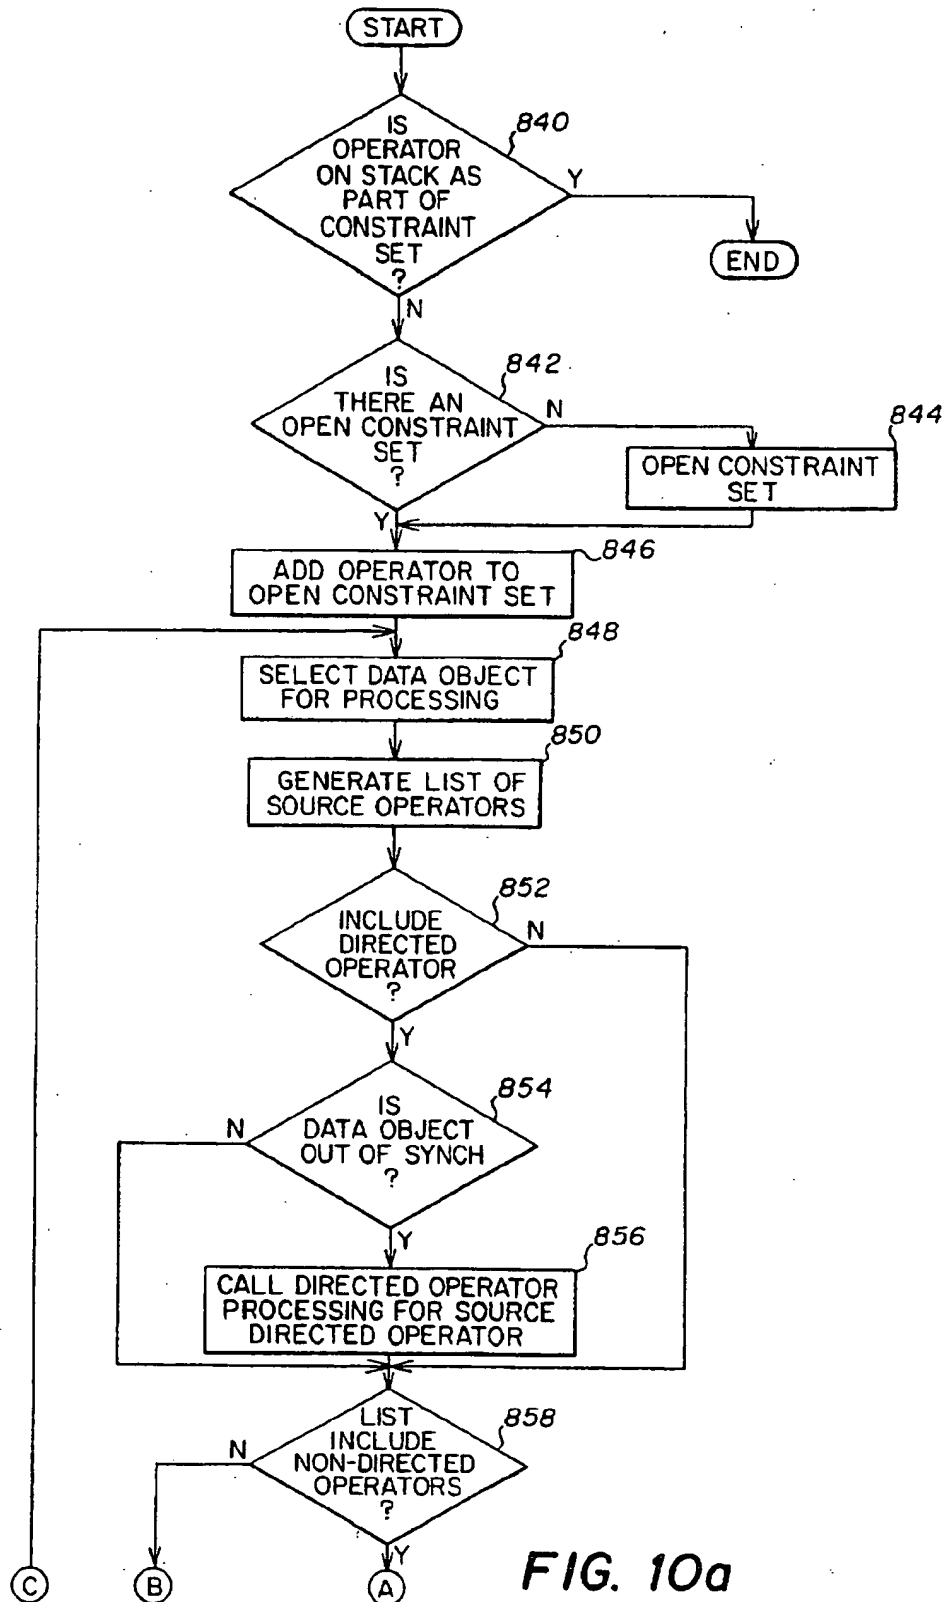 START
IS
OPERATOR
ON STACK AS
PART OF
CONSTRAINT
SET
?
840
Y
END
N
IS
THERE AN
OPEN CONSTRAINT
SET
?
842
N
844
OPEN CONSTRAINT
SET
Y
846
ADD OPERATOR TO
OPEN CONSTRAINT SET
848
SELECT DATA OBJECT
FOR PROCESSING
850
GENERATE LIST OF
SOURCE OPERATORS
852
INCLUDE
DIRECTED
OPERATOR
?
N
Y
854
IS
DATA OBJECT
OUT OF SYNCH
?
N
Y
856
CALL DIRECTED OPERATOR
PROCESSING FOR SOURCE
DIRECTED OPERATOR
858
LIST
INCLUDE
NON-DIRECTED
OPERATORS
?
N
Y
C
B
A
FIG. 10a